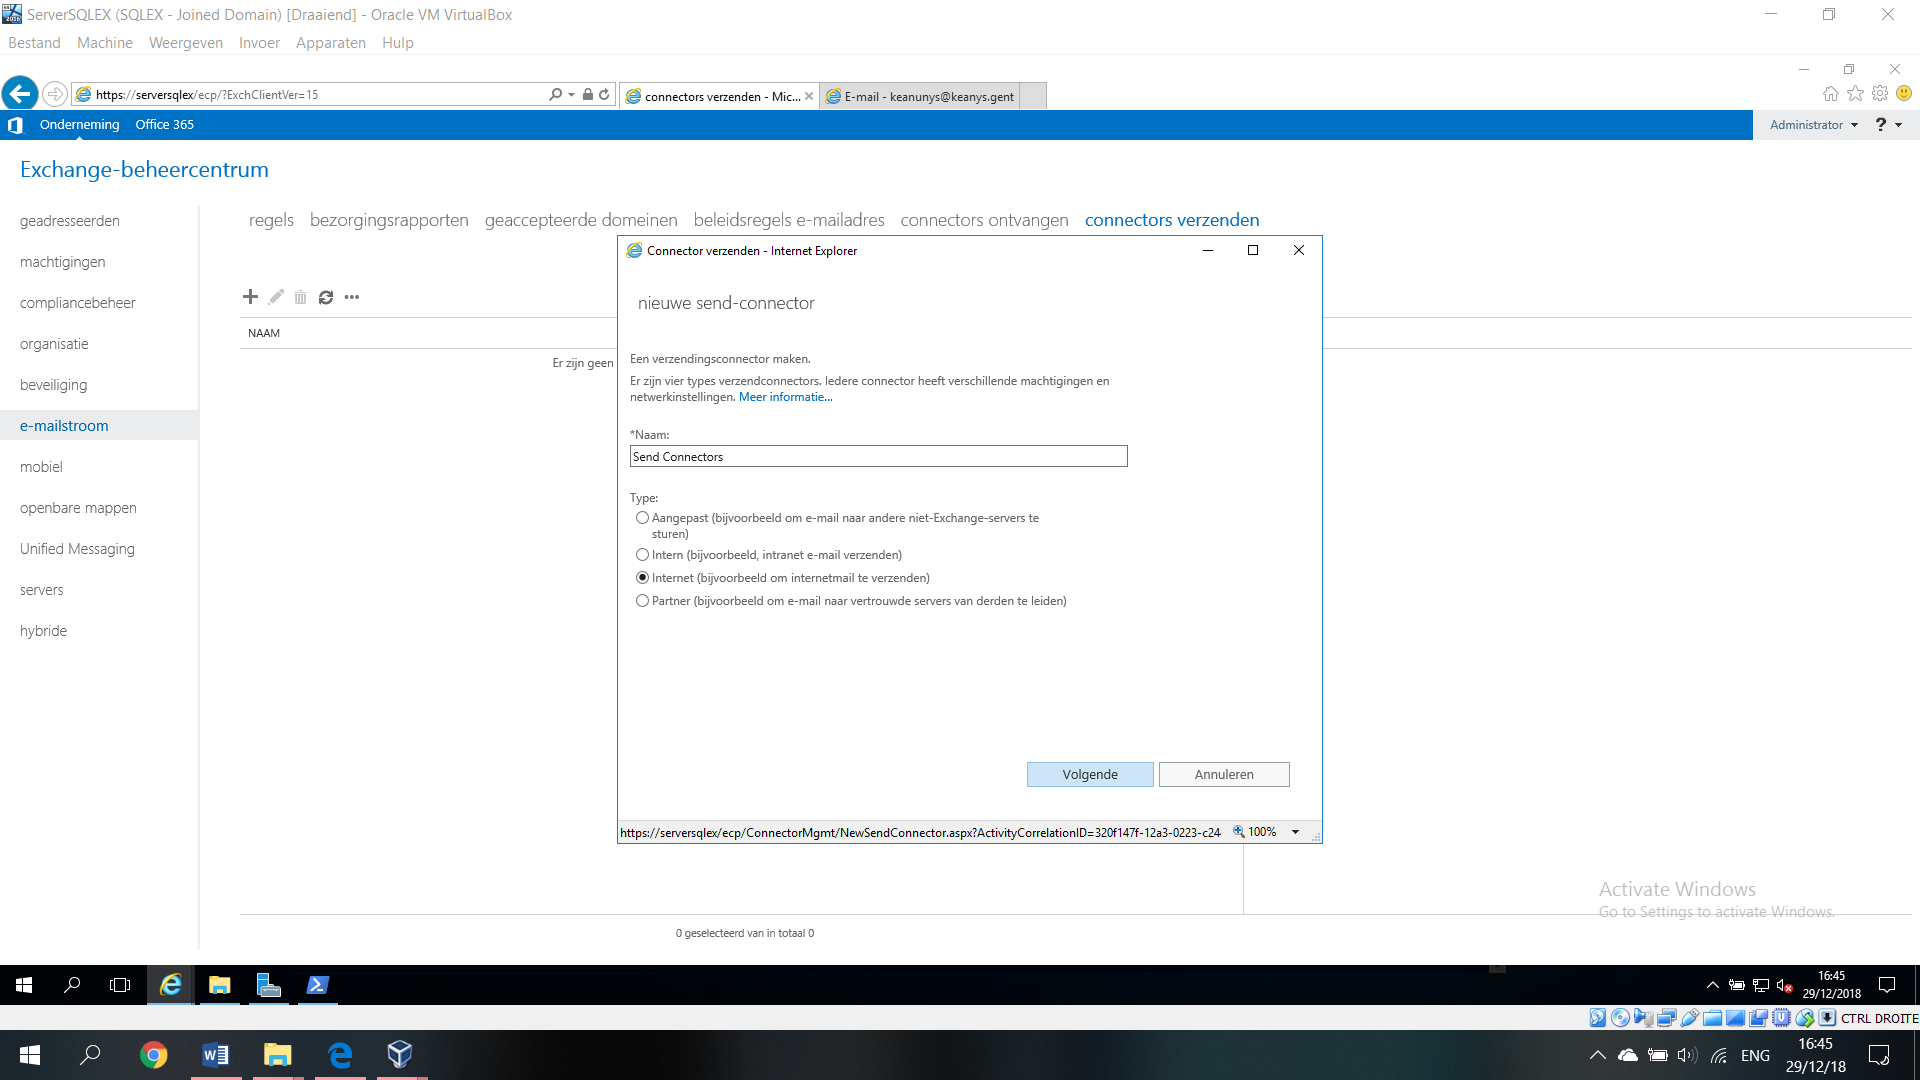 ServerSQLEX (SQLEX - Joined Domain) [Draaiend] - Oracle VM VirtualBox
Bestand Machine Weergeven Invoer Apparaten Hulp
https://serversqlex/ecp/?ExchClientVer=15
connectors verzenden - Mic...
E-mail - keanunys@keanys.gent
Onderneming Office 365
Administrator ?
Exchange-beheercentrum
geadresseerden
machtigingen
compliancebeheer
organisatie
beveiliging
e-mailstroom
mobiel
openbare mappen
Unified Messaging
servers
hybride
regels bezorgingsrapporten geaccepteerde domeinen beleidsregels e-mailadres connectors ontvangen connectors verzenden
NAAM
Er zijn geen
Connector verzenden - Internet Explorer
nieuwe send-connector
Een verzendingsconnector maken.
Er zijn vier types verzendconnectors. Iedere connector heeft verschillende machtigingen en
netwerkinstellingen. Meer informatie...
*Naam:
Send Connectors
Type:
Aangepast (bijvoorbeeld om e-mail naar andere niet-Exchange-servers te
sturen)
Intern (bijvoorbeeld, intranet e-mail verzenden)
Internet (bijvoorbeeld om internetmail te verzenden)
Partner (bijvoorbeeld om e-mail naar vertrouwde servers van derden te leiden)
Volgende Annuleren
https://serversqlex/ecp/ConnectorMgmt/NewSendConnector.aspx?ActivityCorrelationID=320f147f-12a3-0223-c24
100%
Activate Windows
Go to Settings to activate Windows.
0 geselecteerd van in totaal 0
16:45
29/12/2018
CTRL DROITE
ENG
16:45
29/12/18